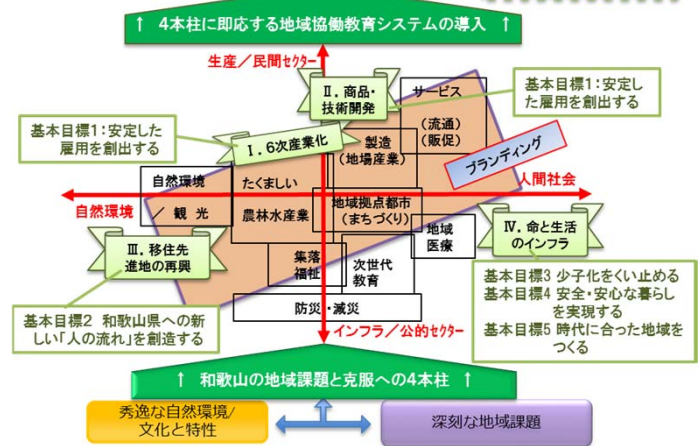 ↑ 4本柱に即応する地域協働教育システムの導入 ↑
生産／民間セクター
Ⅱ．商品・
技術開発
サービス
（流通）
（販促）
基本目標1：安定し
た雇用を創出する
基本目標1：安定した
雇用を創出する
Ⅰ．6次産業化
製造
（地場産業）
ブランディング
自然環境
／ 観 光
たくましい
農林水産業
地域拠点都市
（まちづくり）
人間社会
自然環境
地域
医療
Ⅳ．命と生活
のインフラ
Ⅲ．移住先
進地の再興
集落
福祉
次世代
教育
防災・減災
基本目標3 少子化をくい止める
基本目標4 安全・安心な暮らし
を実現する
基本目標5 時代に合った地域を
つくる
基本目標2 和歌山県への新
しい「人の流れ」を創造する
インフラ／公的セクター
↑ 和歌山の地域課題と克服への4本柱 ↑
秀逸な自然環境/
文化と特性
深刻な地域課題